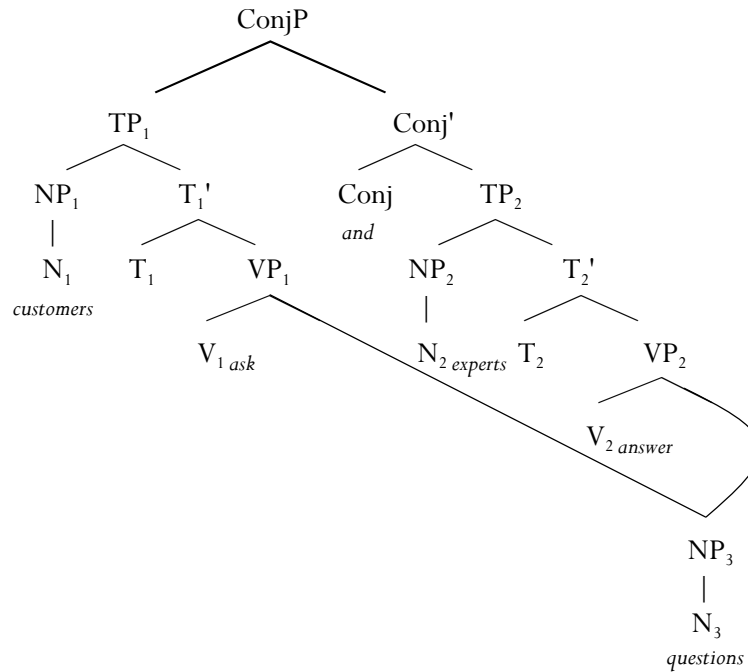 ConjP
TP₁ Conj'
NP₁ T₁' Conj TP₂
and
N₁ T₁ VP₁ NP₂ T₂'
customers
V₁ ask N₂ experts T₂ VP₂
V₂ answer
NP₃
N₃
questions